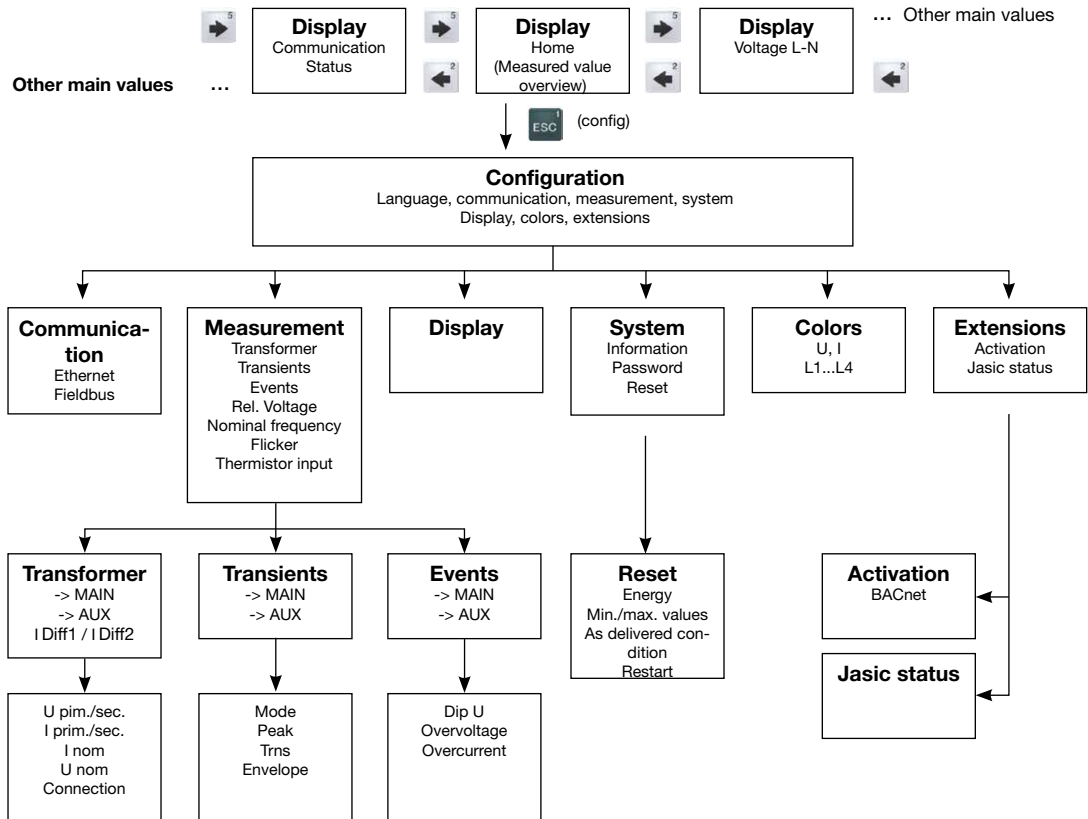 5
Display
Communication
Status
5
Display
Home
(Measured value
overview)
5
Display
Voltage L-N
... Other main values
Other main values ...
2
2
2
ESC 1
(config)
Configuration
Language, communication, measurement, system
Display, colors, extensions
Communica-
tion
Ethernet
Fieldbus
Measurement
Transformer
Transients
Events
Rel. Voltage
Nominal frequency
Flicker
Thermistor input
Display
System
Information
Password
Reset
Colors
U, I
L1...L4
Extensions
Activation
Jasic status
Transformer
-> MAIN
-> AUX
I Diff1 / I Diff2
Transients
-> MAIN
-> AUX
Events
-> MAIN
-> AUX
Reset
Energy
Min./max. values
As delivered con-
dition
Restart
Activation
BACnet
Jasic status
U pim./sec.
I prim./sec.
I nom
U nom
Connection
Mode
Peak
Trns
Envelope
Dip U
Overvoltage
Overcurrent